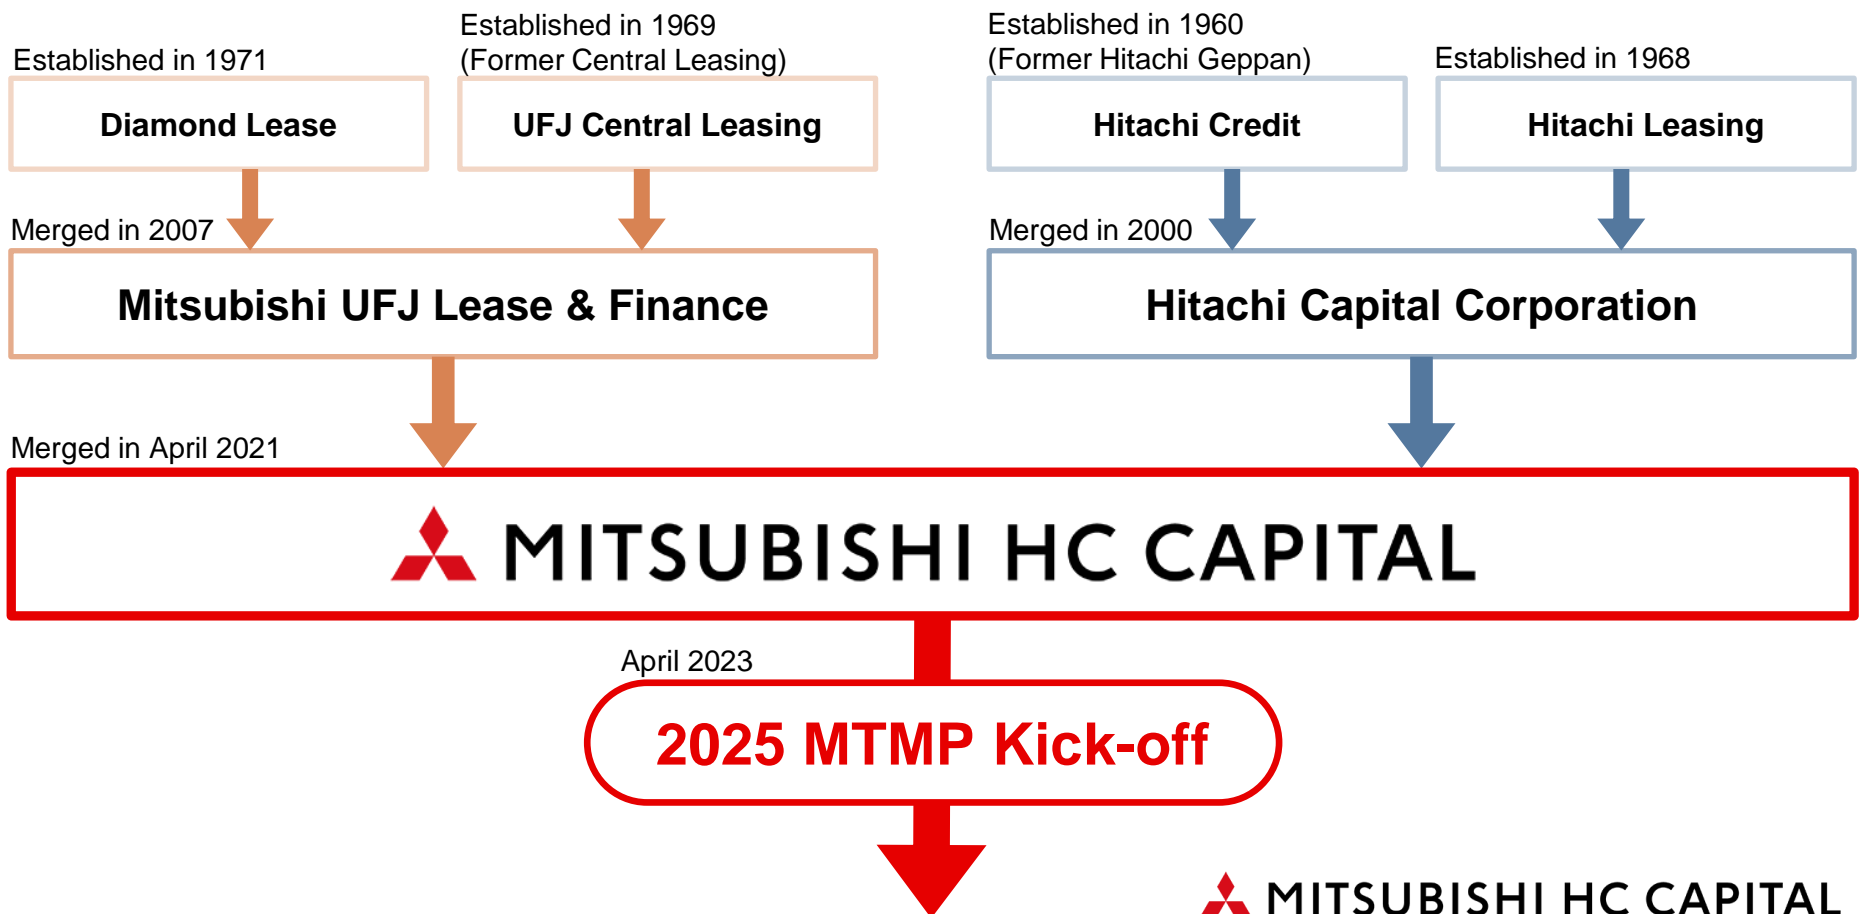 Established in 1971
Established in 1969
(Former Central Leasing)
Established in 1960
(Former Hitachi Geppan)
Established in 1968
Diamond Lease
UFJ Central Leasing
Hitachi Credit
Hitachi Leasing
Merged in 2007
Merged in 2000
Mitsubishi UFJ Lease & Finance
Hitachi Capital Corporation
Merged in April 2021
MITSUBISHI HC CAPITAL
April 2023
2025 MTMP Kick-off
MITSUBISHI HC CAPITAL